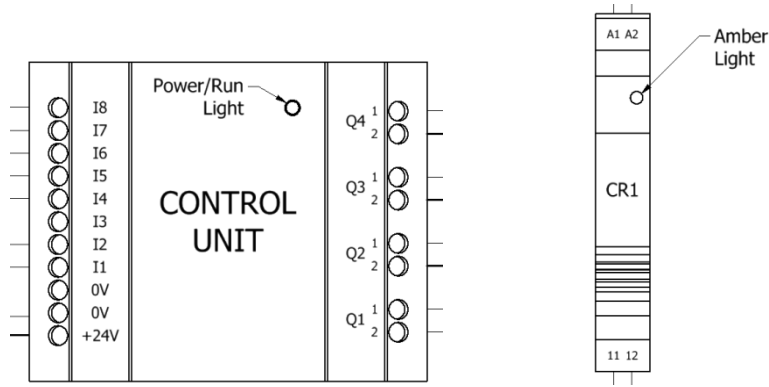 Power/Run
Light
I8
I7
I6
I5
I4
I3
I2
I1
0V
0V
+24V
CONTROL
UNIT
Q4 1
2
Q3 1
2
Q2 1
2
Q1 1
2
A1 A2
Amber
Light
CR1
11 12